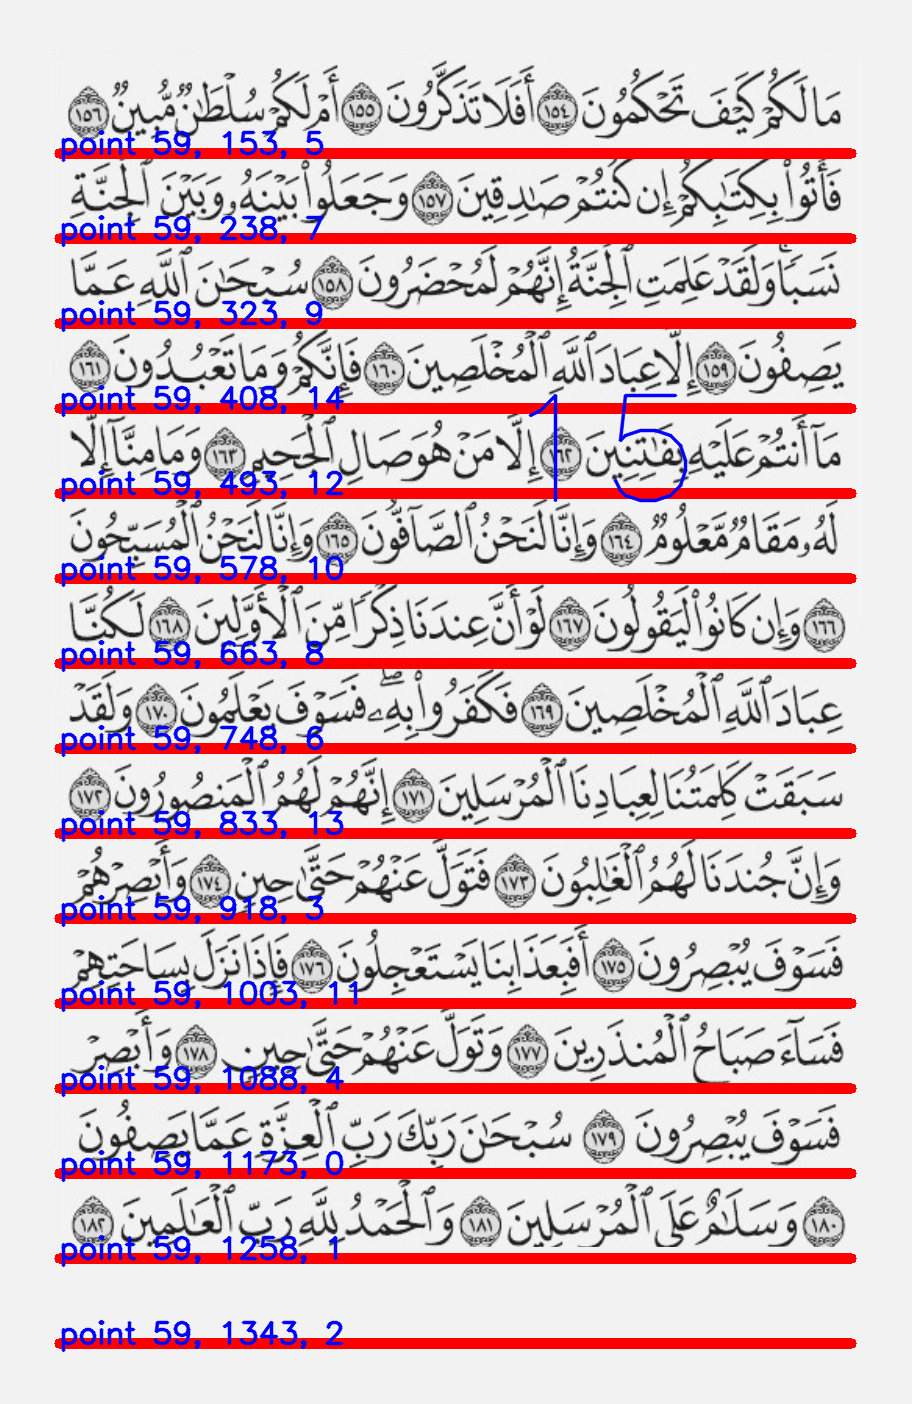 مَا لَكُمْ كَيْفَ تَحْكُمُونَ ١٥٤ أَفَلَا تَذَكَّرُونَ ١٥٥ أَمْ لَكُمْ سُلْطَٰنٌ مُّبِينٌ ١٥٦
point 59, 153, 5
فَأْتُوا۟ بِكِتَٰبِكُمْ إِن كُنتُمْ صَٰدِقِينَ ١٥٧ وَجَعَلُوا۟ بَيْنَهُۥ وَبَيْنَ ٱلْجِنَّةِ
point 59, 238, 7
نَسَبًا ۚ وَلَقَدْ عَلِمَتِ ٱلْجِنَّةُ إِنَّهُمْ لَمُحْضَرُونَ ١٥٨ سُبْحَٰنَ ٱللَّهِ عَمَّا
point 59, 323, 9
يَصِفُونَ ١٥٩ إِلَّا عِبَادَ ٱللَّهِ ٱلْمُخْلَصِينَ ١٦٠ فَإِنَّكُمْ وَمَا تَعْبُدُونَ ١٦١
point 59, 408, 14
مَآ أَنتُمْ عَلَيْهِ بِفَٰتِنِينَ ١٦٢ إِلَّا مَنْ هُوَ صَالِ ٱلْجَحِيمِ ١٦٣ وَمَا مِنَّآ إِلَّا
15
point 59, 493, 12
لَهُۥ مَقَامٌ مَّعْلُومٌ ١٦٤ وَإِنَّا لَنَحْنُ ٱلصَّآفُّونَ ١٦٥ وَإِنَّا لَنَحْنُ ٱلْمُسَبِّحُونَ
point 59, 578, 10
١٦٦ وَإِن كَانُوا۟ لَيَقُولُونَ ١٦٧ لَوْ أَنَّ عِندَنَا ذِكْرًا مِّنَ ٱلْأَوَّلِينَ ١٦٨ لَكُنَّا
point 59, 663, 8
عِبَادَ ٱللَّهِ ٱلْمُخْلَصِينَ ١٦٩ فَكَفَرُوا۟ بِهِۦ ۖ فَسَوْفَ يَعْلَمُونَ ١٧٠ وَلَقَدْ
point 59, 748, 6
سَبَقَتْ كَلِمَتُنَا لِعِبَادِنَا ٱلْمُرْسَلِينَ ١٧١ إِنَّهُمْ لَهُمُ ٱلْمَنصُورُونَ ١٧٢
point 59, 833, 13
وَإِنَّ جُندَنَا لَهُمُ ٱلْغَٰلِبُونَ ١٧٣ فَتَوَلَّ عَنْهُمْ حَتَّىٰ حِينٍ ١٧٤ وَأَبْصِرْهُمْ
point 59, 918, 3
فَسَوْفَ يُبْصِرُونَ ١٧٥ أَفَبِعَذَابِنَا يَسْتَعْجِلُونَ ١٧٦ فَإِذَا نَزَلَ بِسَاحَتِهِمْ
point 59, 1003, 11
فَسَآءَ صَبَاحُ ٱلْمُنذَرِينَ ١٧٧ وَتَوَلَّ عَنْهُمْ حَتَّىٰ حِينٍ ١٧٨ وَأَبْصِرْ
point 59, 1088, 4
فَسَوْفَ يُبْصِرُونَ ١٧٩ سُبْحَٰنَ رَبِّكَ رَبِّ ٱلْعِزَّةِ عَمَّا يَصِفُونَ
point 59, 1173, 0
١٨٠ وَسَلَٰمٌ عَلَى ٱلْمُرْسَلِينَ ١٨١ وَٱلْحَمْدُ لِلَّهِ رَبِّ ٱلْعَٰلَمِينَ ١٨٢
point 59, 1258, 1
point 59, 1343, 2